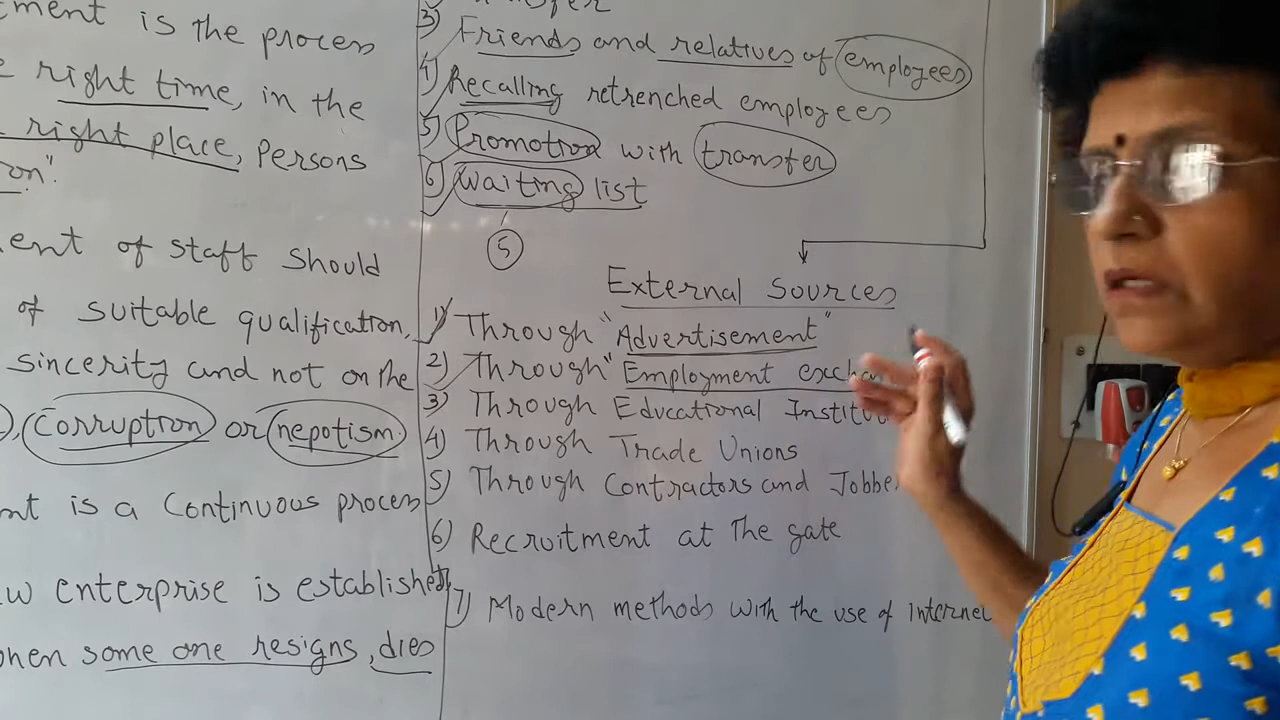 ment is the process
right time, in the
right place, Persons
on".
ent of staff should
of suitable qualification,
sincerity and not on the
), Corruption or nepotism
nt is a Continuous process
w enterprise is established,
when some one resigns, dies
3) Friends and relatives of employees
4) Recalling retrenched employees
5) Promotion with transfer
6) Waiting list
5
External Sources
1) Through "Advertisement"
2) Through "Employment exchan
3) Through Educational Institu
4) Through Trade Unions
5) Through Contractors and Jobbe
6) Recruitment at the gate
7) Modern methods with the use of internet